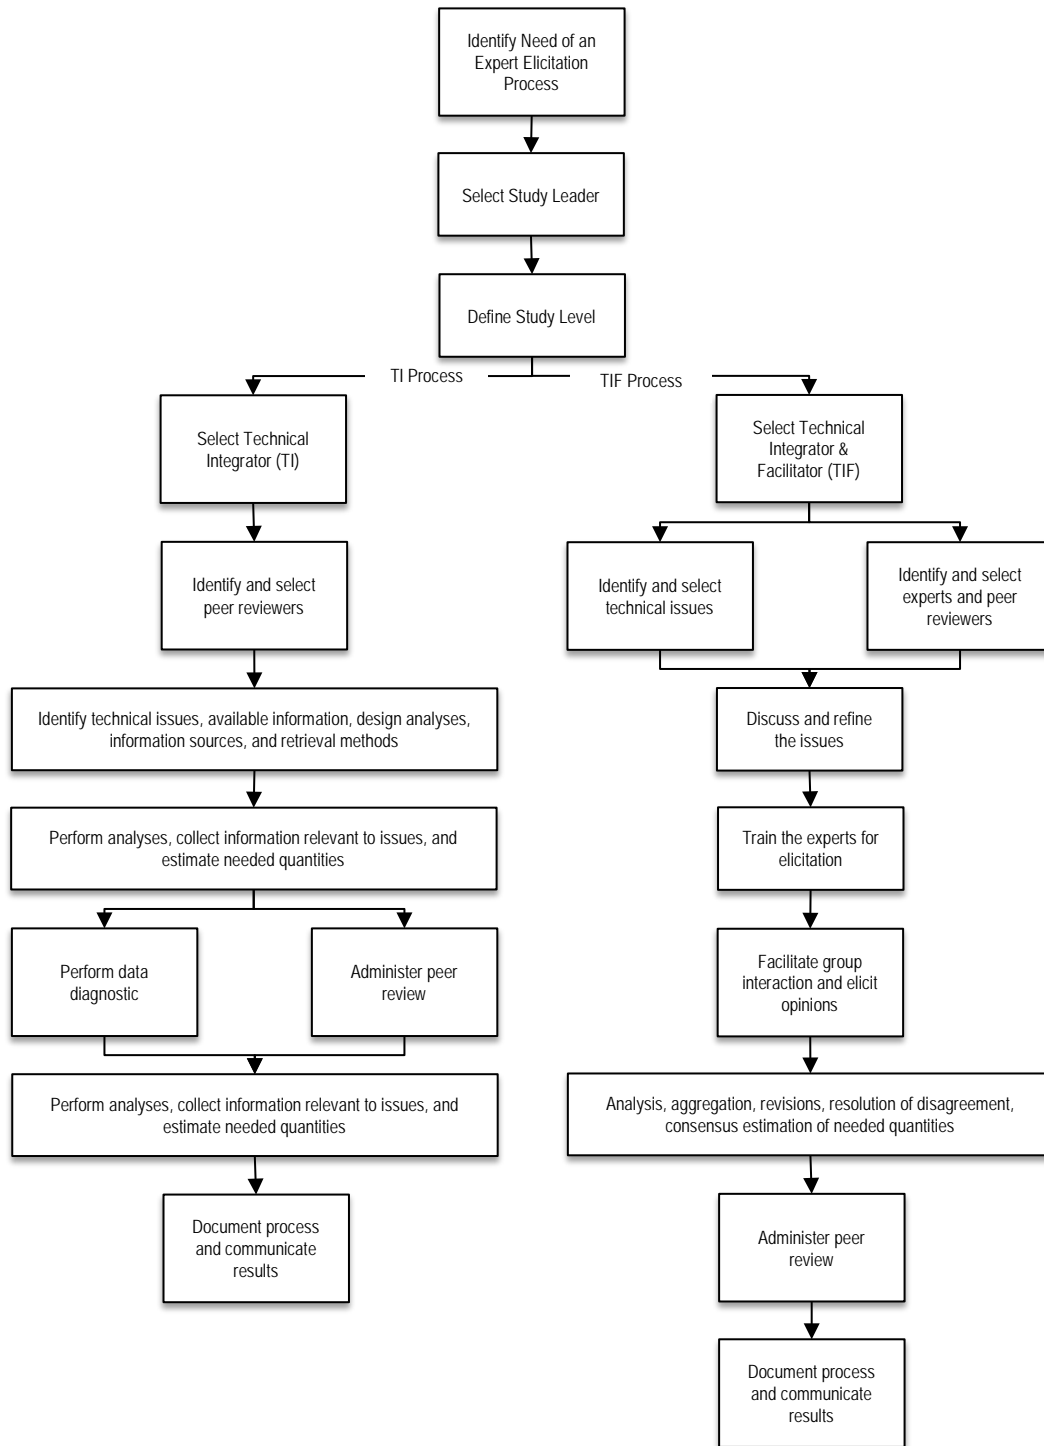 Identify Need of an
Expert Elicitation
Process
Select Study Leader
Define Study Level
TI Process
TIF Process
Select Technical
Integrator (TI)
Select Technical
Integrator &
Facilitator (TIF)
Identify and select
peer reviewers
Identify and select
technical issues
Identify and select
experts and peer
reviewers
Identify technical issues, available information, design analyses,
information sources, and retrieval methods
Discuss and refine
the issues
Perform analyses, collect information relevant to issues, and
estimate needed quantities
Train the experts for
elicitation
Perform data
diagnostic
Administer peer
review
Facilitate group
interaction and elicit
opinions
Perform analyses, collect information relevant to issues, and
estimate needed quantities
Analysis, aggregation, revisions, resolution of disagreement,
consensus estimation of needed quantities
Document process
and communicate
results
Administer peer
review
Document process
and communicate
results